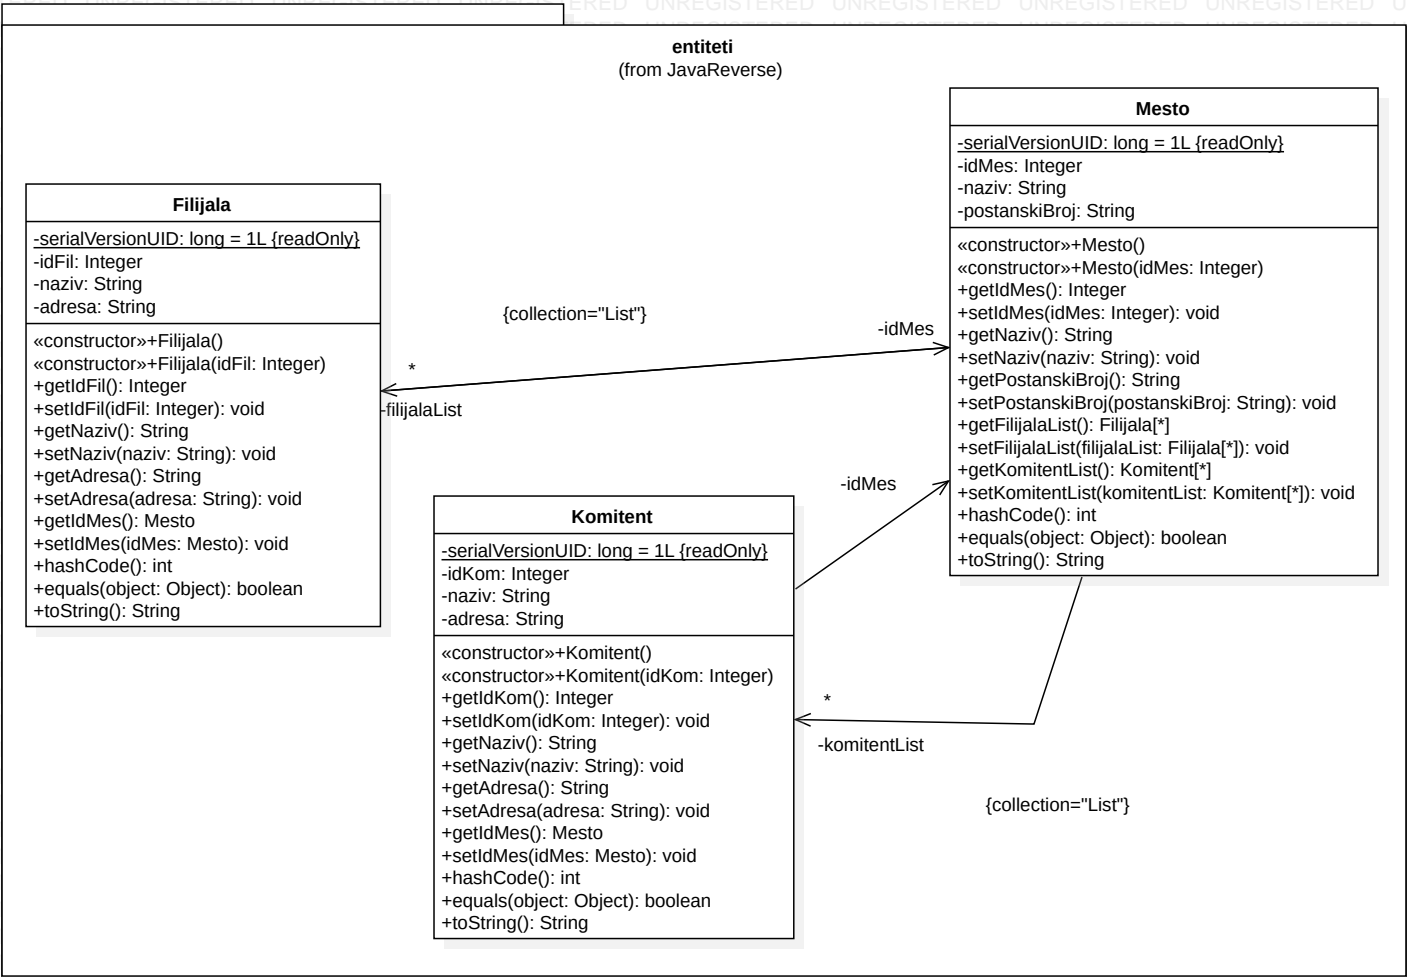 UNREGISTERED UNREGISTERED UNREGISTERED UNREGISTERED
entiteti
(from JavaReverse)
Filijala
-serialVersionUID: long = 1L {readOnly}
-idFil: Integer
-naziv: String
-adresa: String
«constructor»+Filijala()
«constructor»+Filijala(idFil: Integer)
+getIdFil(): Integer
+setIdFil(idFil: Integer): void
+getNaziv(): String
+setNaziv(naziv: String): void
+getAdresa(): String
+setAdresa(adresa: String): void
+getIdMes(): Mesto
+setIdMes(idMes: Mesto): void
+hashCode(): int
+equals(object: Object): boolean
+toString(): String
{collection="List"}
-idMes
*
-filijalaList
Mesto
-serialVersionUID: long = 1L {readOnly}
-idMes: Integer
-naziv: String
-postanskiBroj: String
«constructor»+Mesto()
«constructor»+Mesto(idMes: Integer)
+getIdMes(): Integer
+setIdMes(idMes: Integer): void
+getNaziv(): String
+setNaziv(naziv: String): void
+getPostanskiBroj(): String
+setPostanskiBroj(postanskiBroj: String): void
+getFilijalaList(): Filijala[*]
+setFilijalaList(filijalaList: Filijala[*]): void
+getKomitentList(): Komitent[*]
+setKomitentList(komitentList: Komitent[*]): void
+hashCode(): int
+equals(object: Object): boolean
+toString(): String
-idMes
Komitent
-serialVersionUID: long = 1L {readOnly}
-idKom: Integer
-naziv: String
-adresa: String
«constructor»+Komitent()
«constructor»+Komitent(idKom: Integer)
+getIdKom(): Integer
+setIdKom(idKom: Integer): void
+getNaziv(): String
+setNaziv(naziv: String): void
+getAdresa(): String
+setAdresa(adresa: String): void
+getIdMes(): Mesto
+setIdMes(idMes: Mesto): void
+hashCode(): int
+equals(object: Object): boolean
+toString(): String
*
-komitentList
{collection="List"}